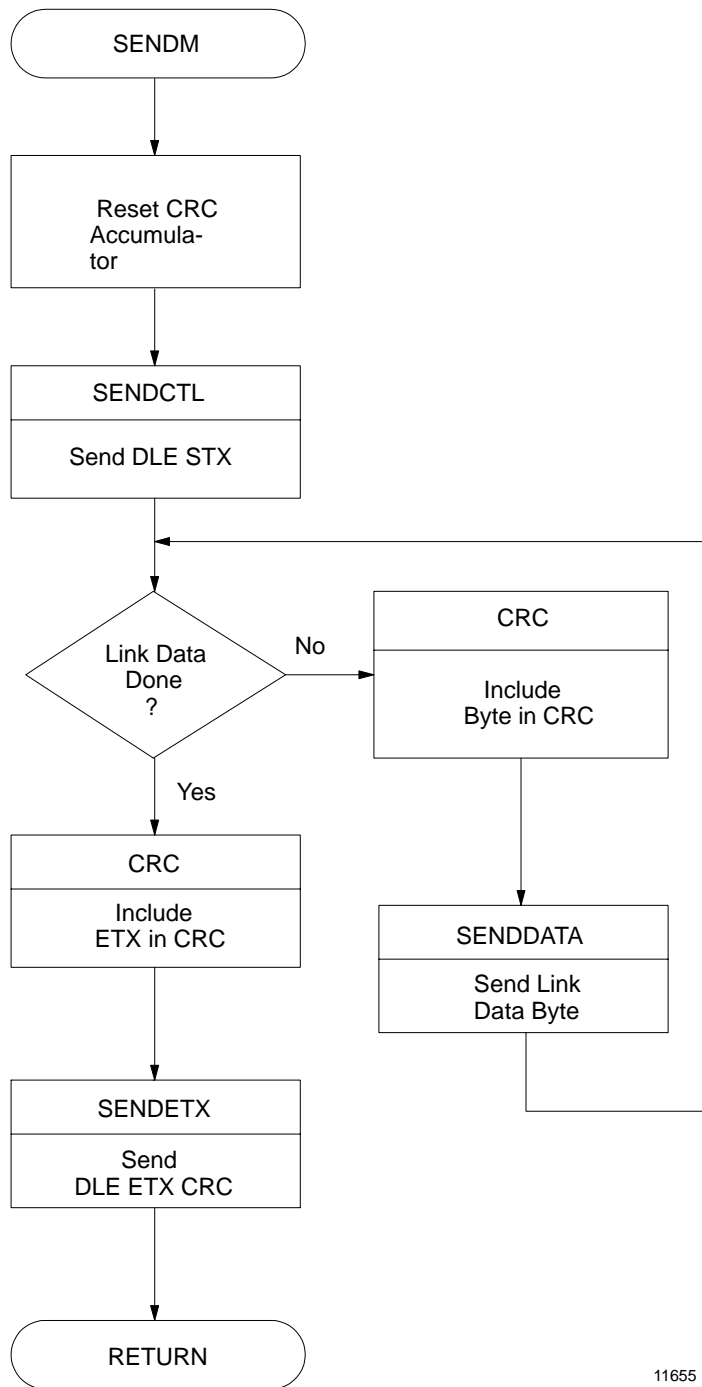 SENDM
Reset CRC
Accumula-
tor
SENDCTL
Send DLE STX
Link Data
Done
?
No
CRC
Include
Byte in CRC
Yes
CRC
Include
ETX in CRC
SENDDATA
Send Link
Data Byte
SENDETX
Send
DLE ETX CRC
RETURN
11655